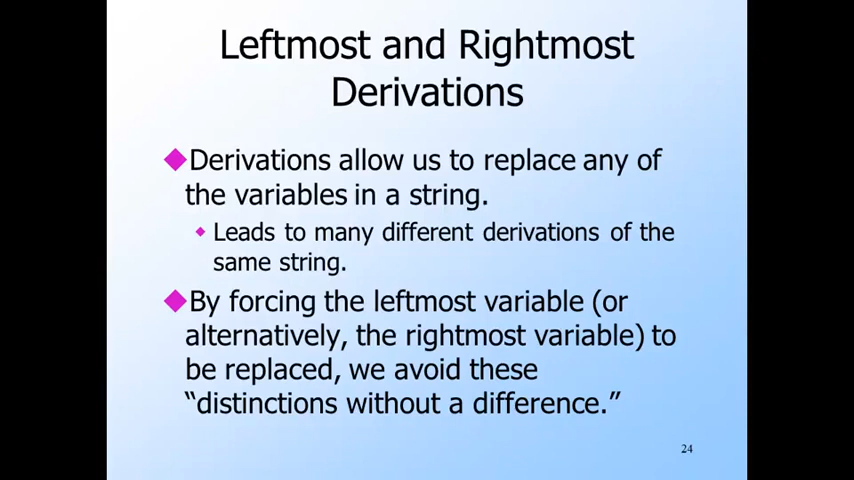 Leftmost and Rightmost
Derivations
Derivations allow us to replace any of
the variables in a string.
Leads to many different derivations of the
same string.
By forcing the leftmost variable (or
alternatively, the rightmost variable) to
be replaced, we avoid these
“distinctions without a difference.”
24